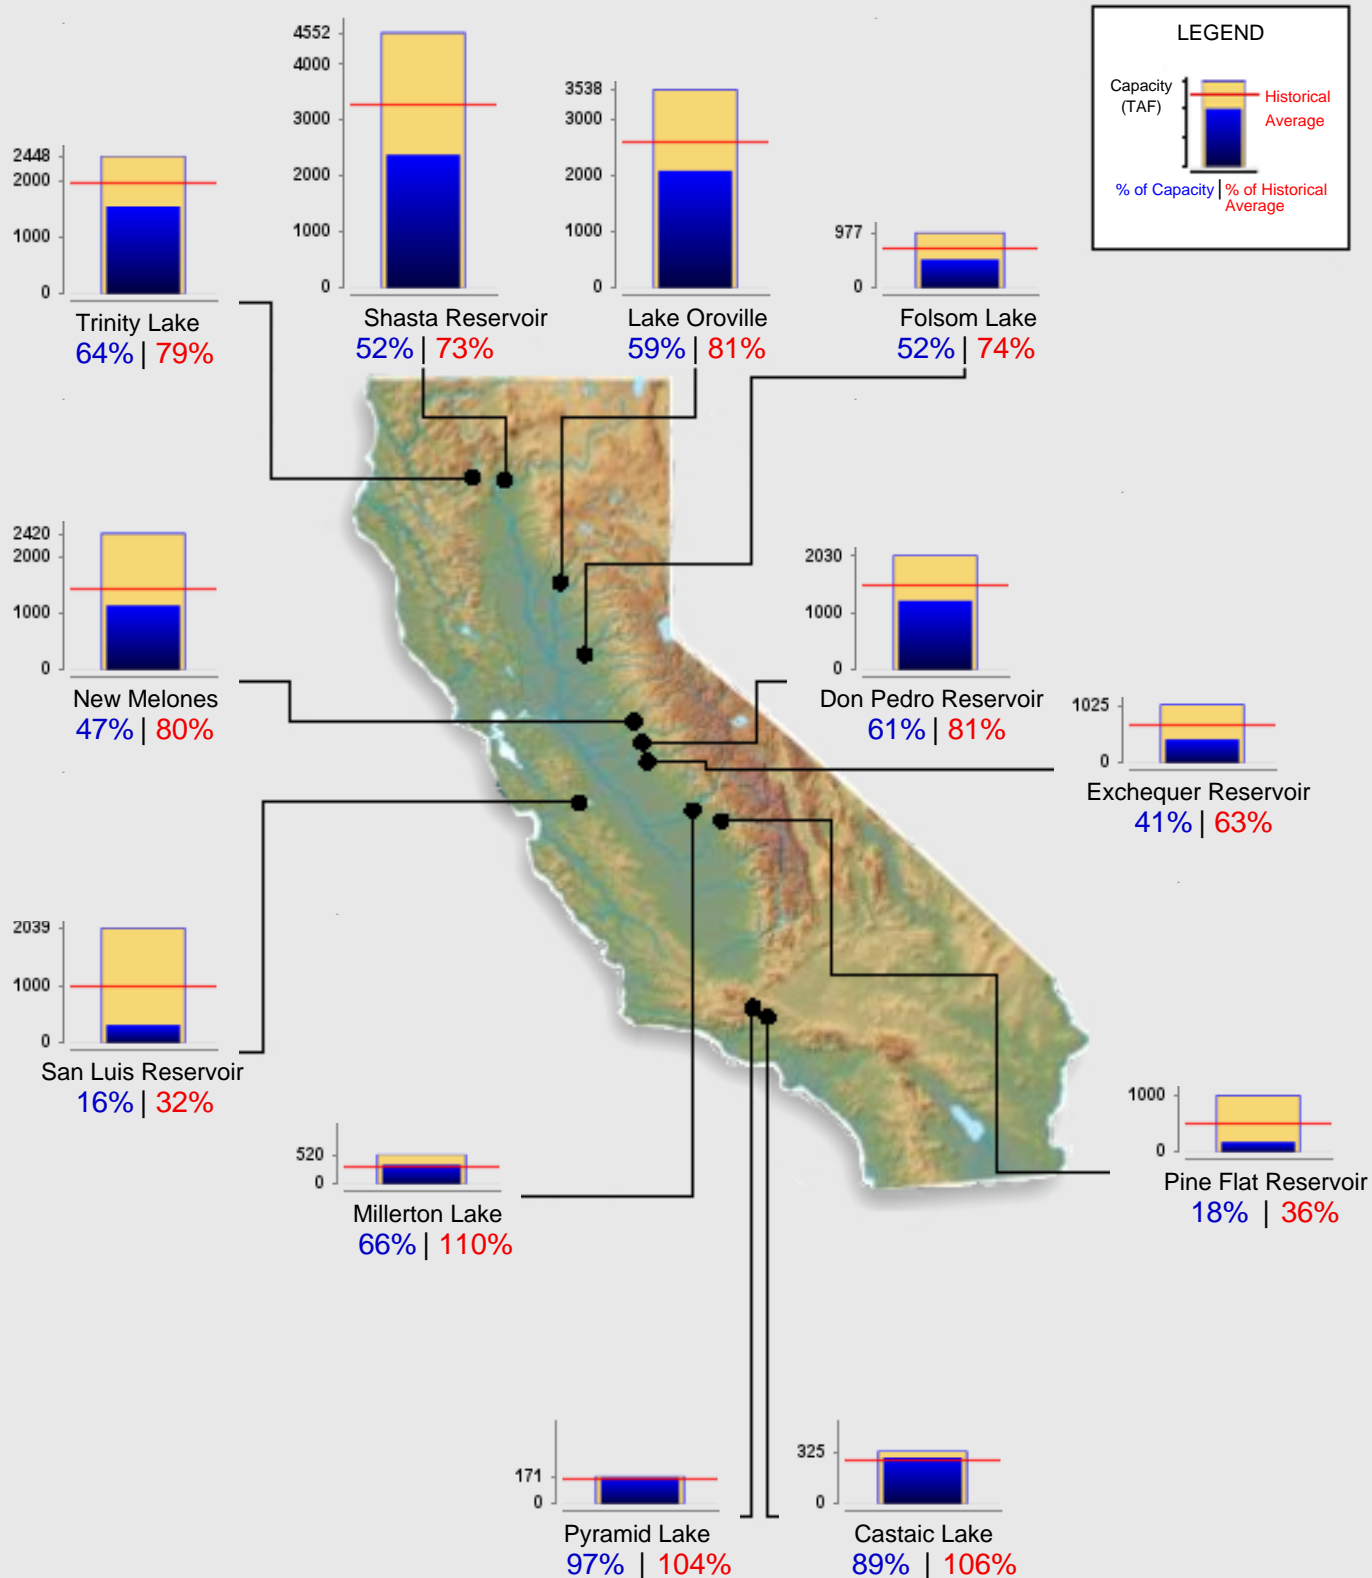 LEGEND
Capacity
(TAF)
Historical
Average
% of Capacity | % of Historical
Average
4552
4000
3000
2000
1000
0
Shasta Reservoir
52% | 73%
3538
3000
2000
1000
0
Lake Oroville
59% | 81%
2448
2000
1000
0
Trinity Lake
64% | 79%
977
0
Folsom Lake
52% | 74%
2420
2000
1000
0
New Melones
47% | 80%
2030
1000
0
Don Pedro Reservoir
61% | 81%
1025
0
Exchequer Reservoir
41% | 63%
2039
1000
0
San Luis Reservoir
16% | 32%
520
0
Millerton Lake
66% | 110%
1000
0
Pine Flat Reservoir
18% | 36%
171
0
Pyramid Lake
97% | 104%
325
0
Castaic Lake
89% | 106%